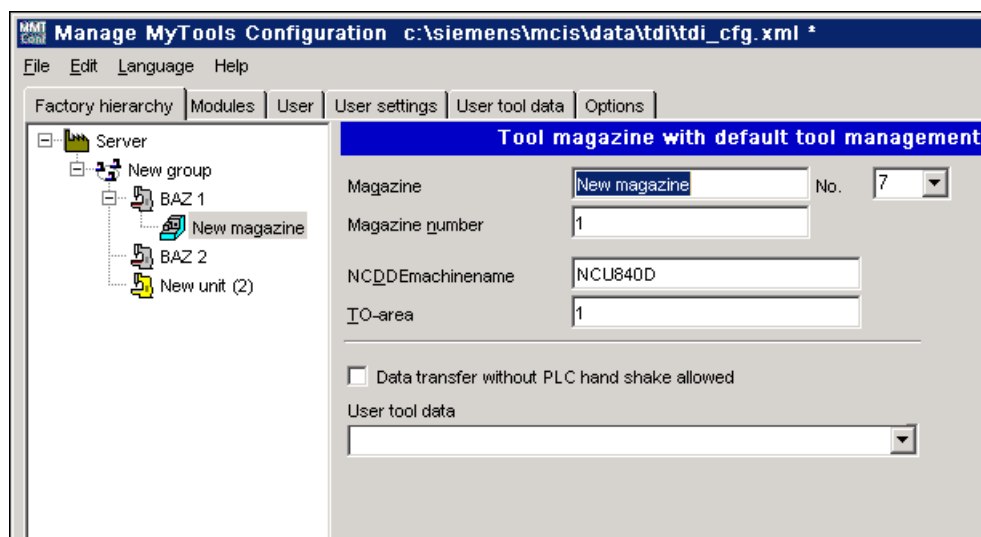 MMT Conf Manage MyTools Configuration c:\siemens\mcis\data\tdi\tdi_cfg.xml *
File Edit Language Help
Factory hierarchy Modules User User settings User tool data Options
Server
New group
BAZ 1
New magazine
BAZ 2
New unit (2)
Tool magazine with default tool management
Magazine New magazine No. 7
Magazine number 1
NCDDEmachinename NCU840D
TO-area 1
Data transfer without PLC hand shake allowed
User tool data